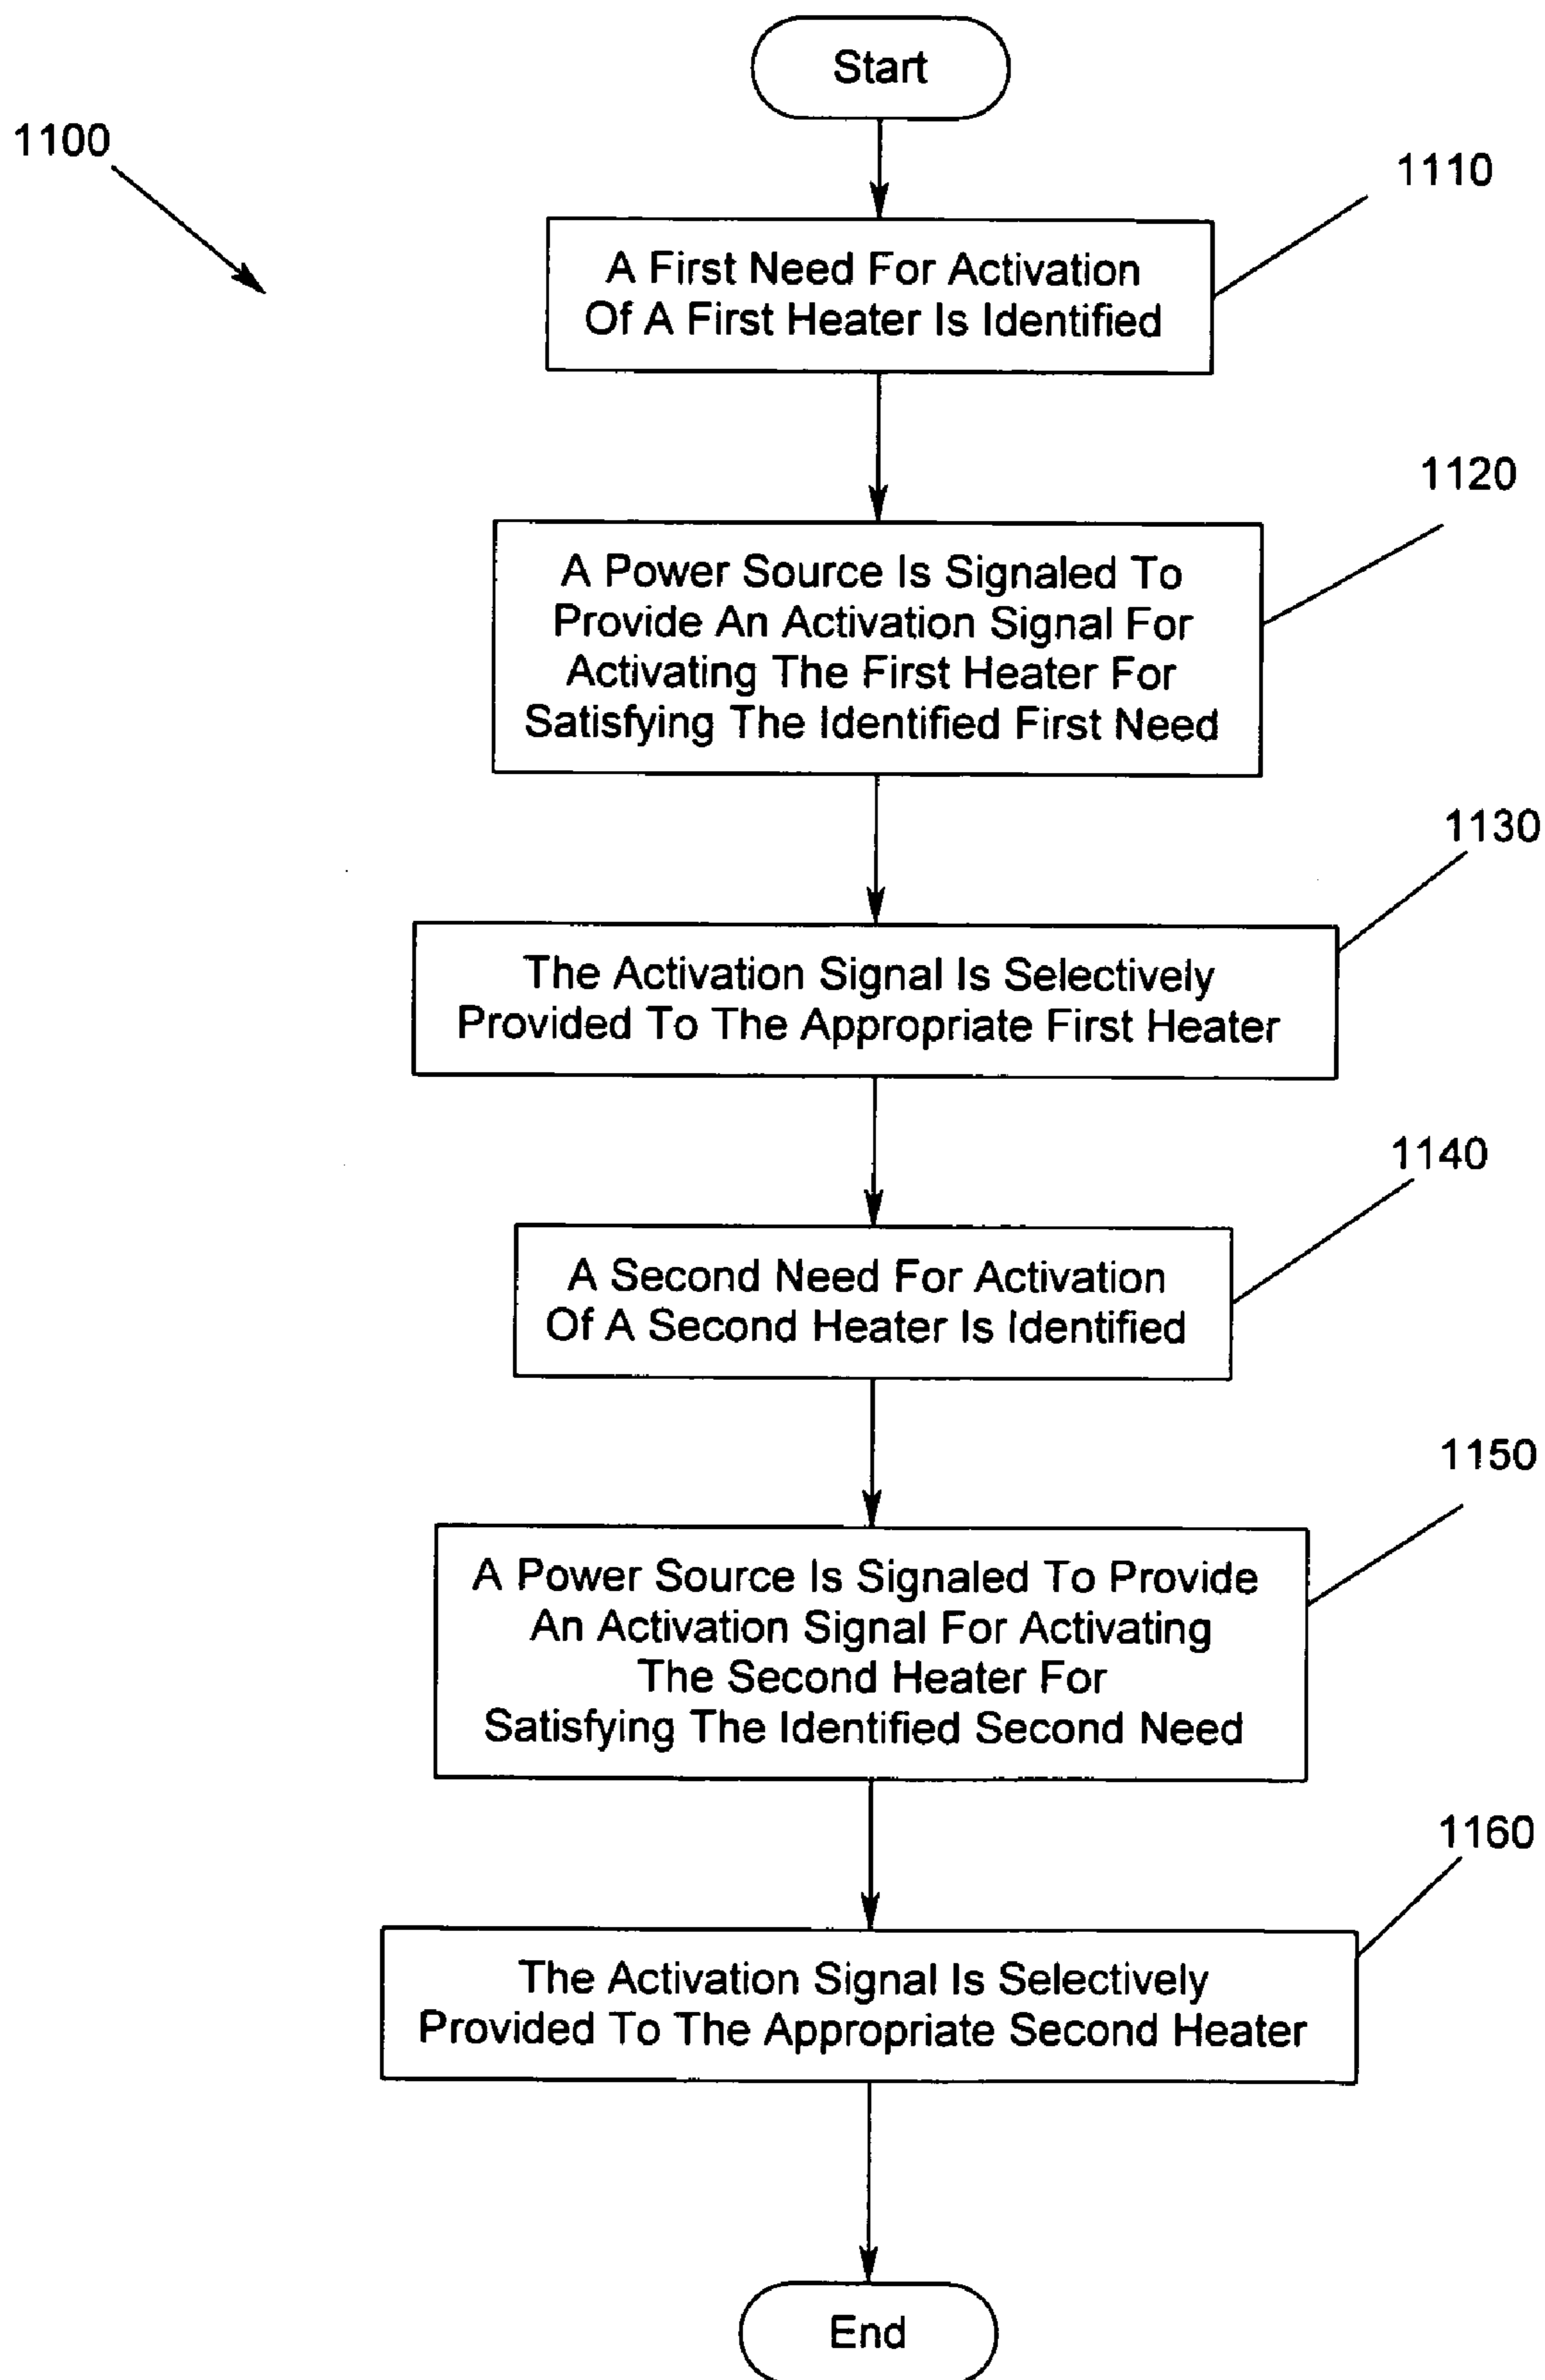 Start
1100
1110
A First Need For Activation
Of A First Heater Is Identified
1120
A Power Source Is Signaled To
Provide An Activation Signal For
Activating The First Heater For
Satisfying The Identified First Need
1130
The Activation Signal Is Selectively
Provided To The Appropriate First Heater
1140
A Second Need For Activation
Of A Second Heater Is Identified
1150
A Power Source Is Signaled To Provide
An Activation Signal For Activating
The Second Heater For
Satisfying The Identified Second Need
1160
The Activation Signal Is Selectively
Provided To The Appropriate Second Heater
End